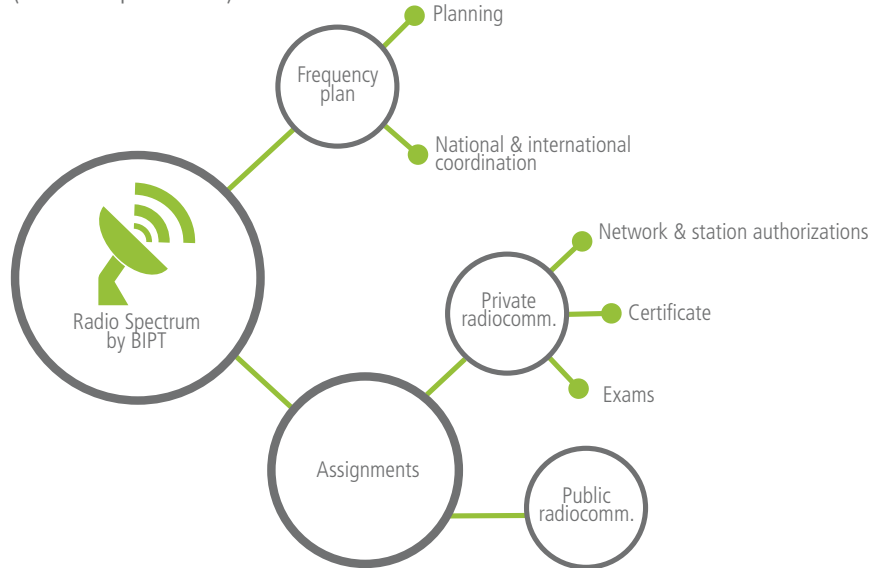 Planning
Frequency
plan
National & international
coordination
Network & station authorizations
Private
radiocomm.
Certificate
Radio Spectrum
by BIPT
Exams
Assignments
Public
radiocomm.